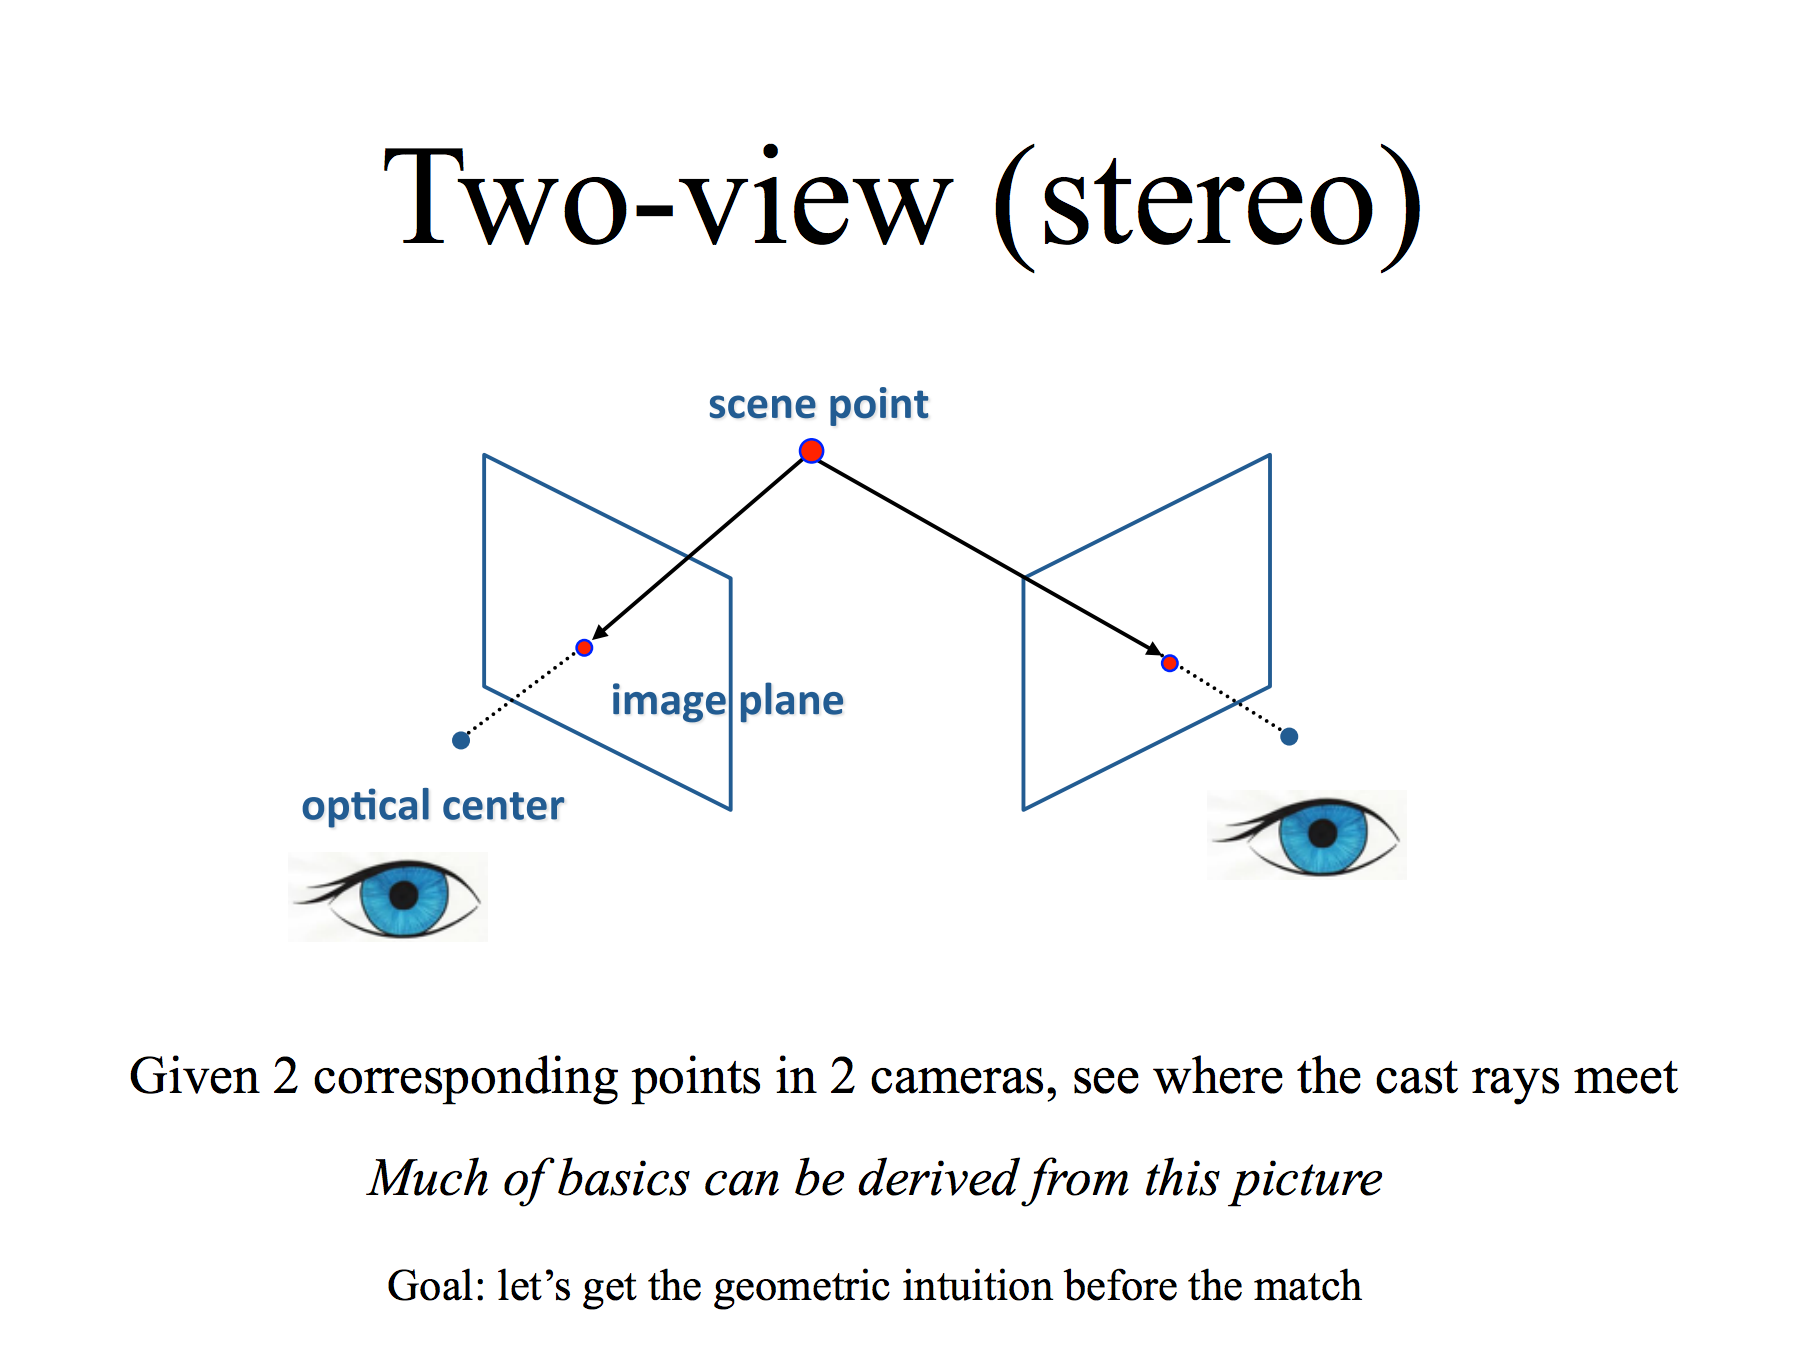 Two-view (stereo)
scene point
image plane
optical center
Given 2 corresponding points in 2 cameras, see where the cast rays meet
Much of basics can be derived from this picture
Goal: let’s get the geometric intuition before the match